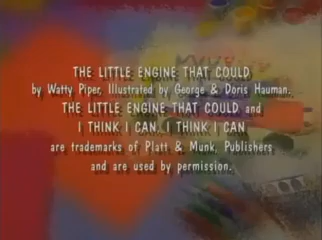 THE LITTLE ENGINE THAT COULD
by Watty Piper, Illustrated by George & Doris Hauman.
THE LITTLE ENGINE THAT COULD and
I THINK I CAN, I THINK I CAN
are trademarks of Platt & Munk, Publishers
and are used by permission.